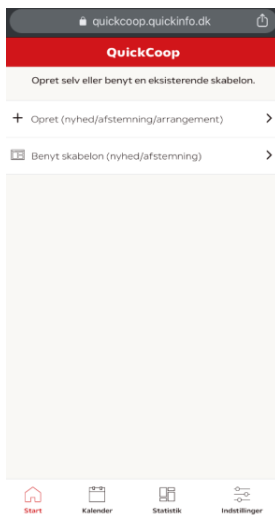 quickcoop.quickinfo.dk
QuickCoop
Opret selv eller benyt en eksisterende skabelon.
Opret (nyhed/afstemning/arrangement)
Benyt skabelon (nyhed/afstemning)
Start Kalender Statistik Indstillinger